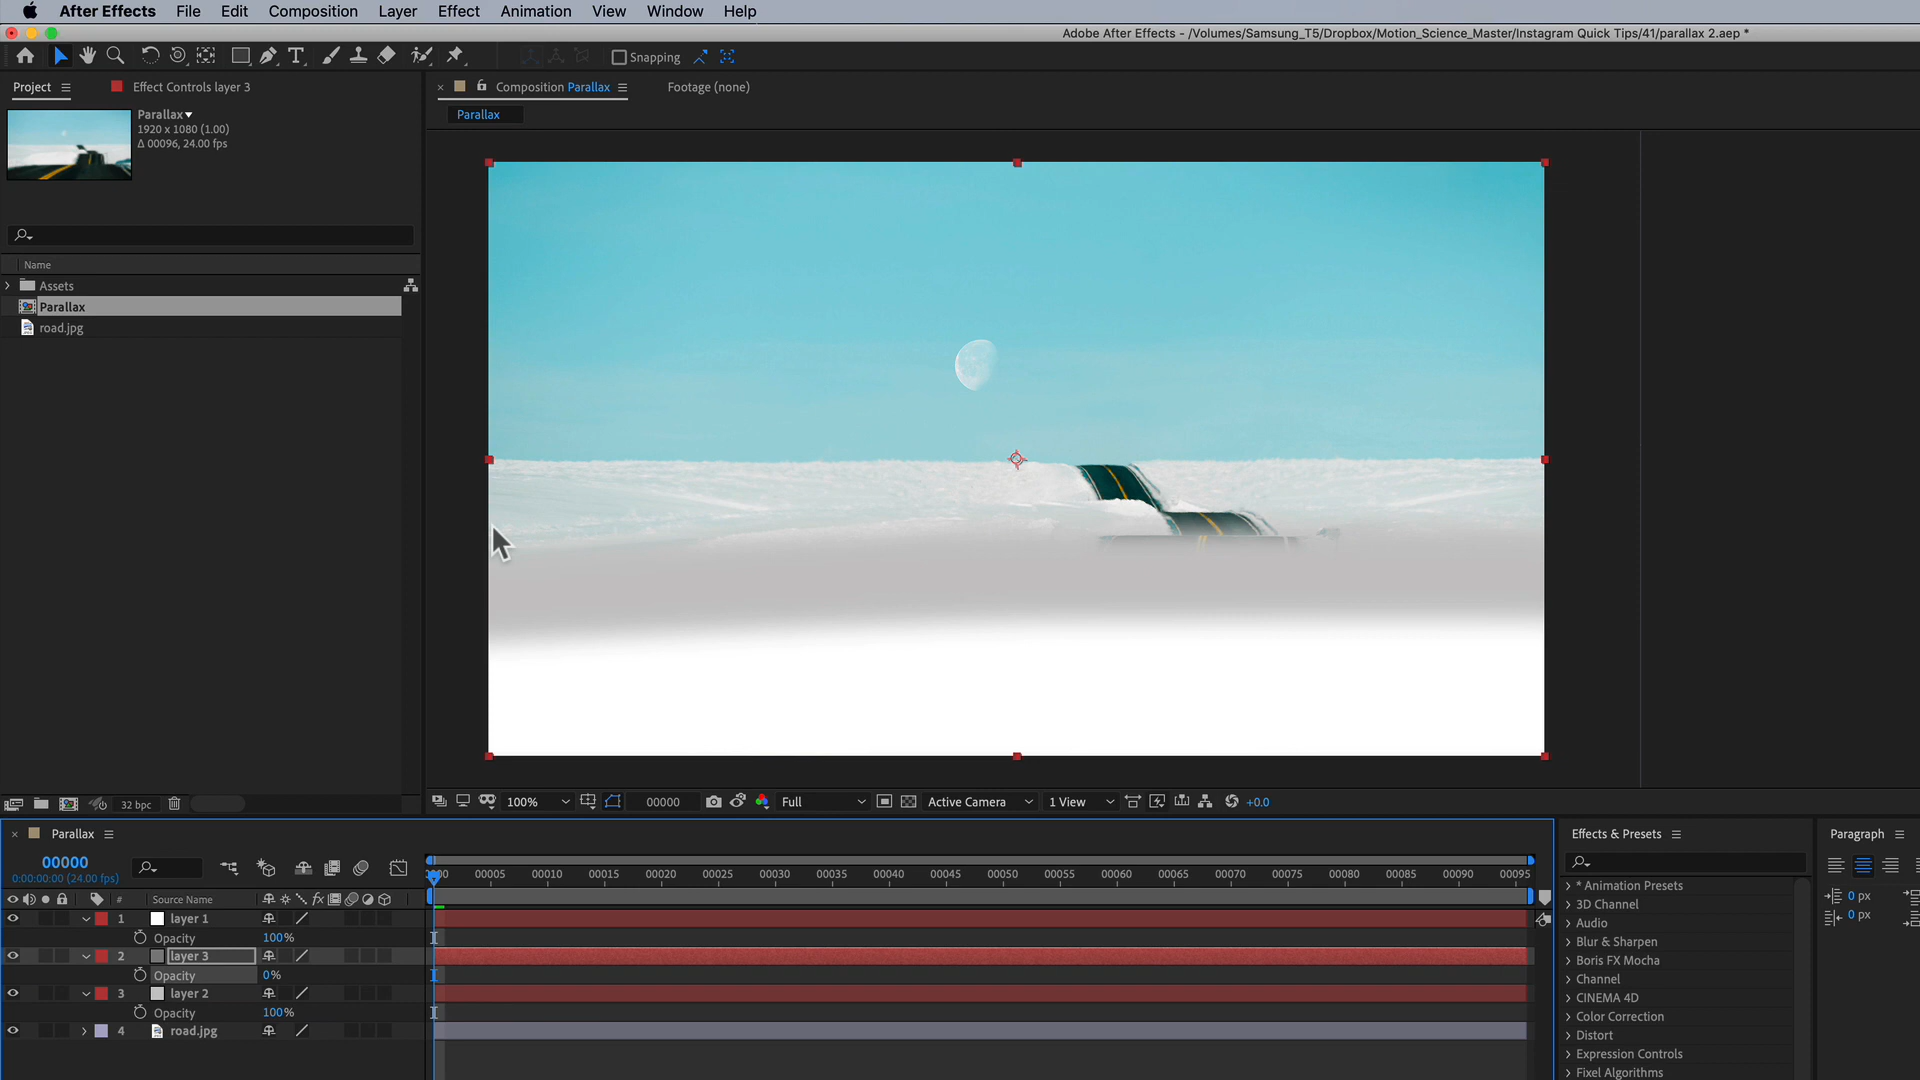 After Effects File Edit Composition Layer Effect Animation View Window Help
Adobe After Effects - /Volumes/Samsung_T5/Dropbox/Motion_Science_Master/Instagram Quick Tips/41/parallax 2.aep *
Snapping
Project
Effect Controls layer 3
Composition Parallax
Footage (none)
Parallax
Parallax
1920 x 1080 (1.00)
Δ 00096, 24.00 fps
Name
Assets
Parallax
road.jpg
32 bpc
100%
00000
Full
Active Camera
1 View
+0.0
Parallax
00000
0:00:00:00 (24.00 fps)
00005 00010 00015 00020 00025 00030 00035 00040 00045 00050 00055 00060 00065 00070 00075 00080 00085 00090 00095
# Source Name
1 layer 1
Opacity 100%
2 layer 3
Opacity 0%
3 layer 2
Opacity 100%
4 road.jpg
Effects & Presets
* Animation Presets
3D Channel
Audio
Blur & Sharpen
Boris FX Mocha
Channel
CINEMA 4D
Color Correction
Distort
Expression Controls
Fixel Algorithms
Paragraph
0 px
0 px